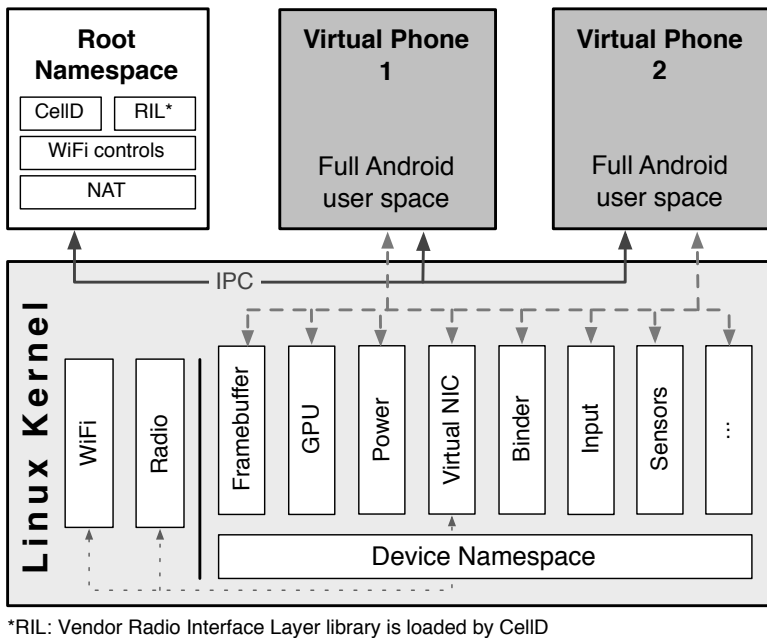 Root
Namespace
CellD
RIL*
WiFi controls
NAT
Virtual Phone
1
Full Android
user space
Virtual Phone
2
Full Android
user space
IPC
Linux Kernel
WiFi
Radio
Framebuffer
GPU
Power
Virtual NIC
Binder
Input
Sensors
...
Device Namespace
*RIL: Vendor Radio Interface Layer library is loaded by CellD